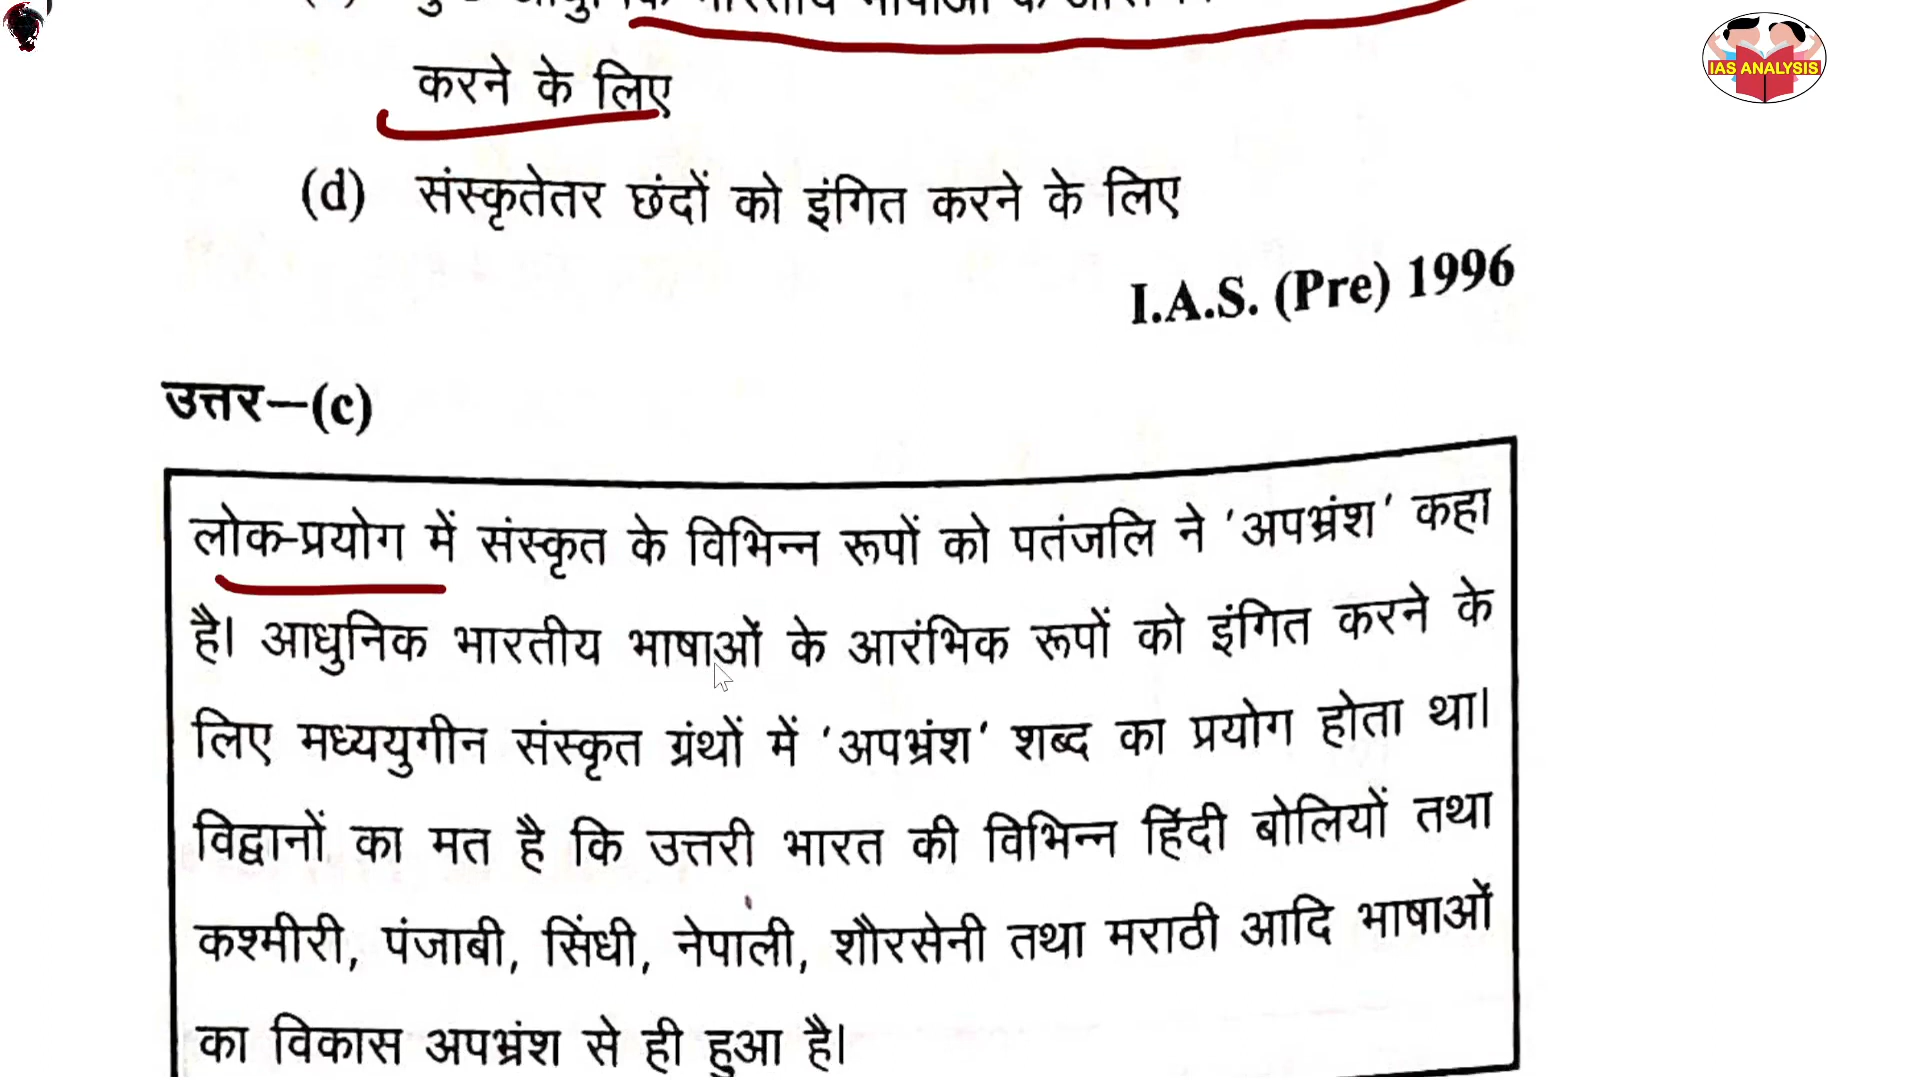 करने के लिए
(d) संस्कृतेतर छंदों को इंगित करने के लिए
I.A.S. (Pre) 1996
उत्तर—(c)
लोक-प्रयोग में संस्कृत के विभिन्न रूपों को पतंजलि ने 'अपभ्रंश' कहा
है। आधुनिक भारतीय भाषाओं के आरंभिक रूपों को इंगित करने के
लिए मध्ययुगीन संस्कृत ग्रंथों में 'अपभ्रंश' शब्द का प्रयोग होता था।
विद्वानों का मत है कि उत्तरी भारत की विभिन्न हिंदी बोलियों तथा
कश्मीरी, पंजाबी, सिंधी, नेपाली, शौरसेनी तथा मराठी आदि भाषाओं
का विकास अपभ्रंश से ही हुआ है।
IAS ANALYSIS